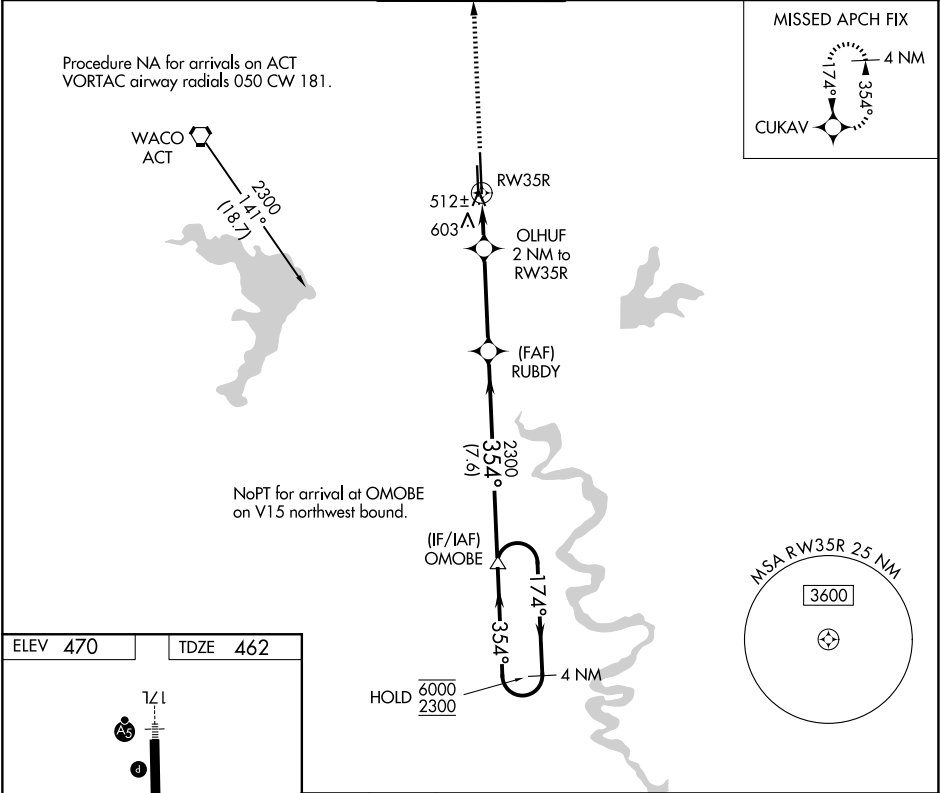 MISSED APCH FIX
4 NM
174°
354°
CUKAV
Procedure NA for arrivals on ACT
VORTAC airway radials 050 CW 181.
WACO
ACT
2300
141°
(18.7)
RW35R
512±
603
OLHUF
2 NM to
RW35R
(FAF)
RUBDY
2300
354°
(7.6)
NoPT for arrival at OMOBE
on V15 northwest bound.
(IF/IAF)
OMOBE
174°
354°
4 NM
HOLD 6000
2300
MSA RW35R 25 NM
3600
ELEV 470
TDZE 462
17L
A5
P